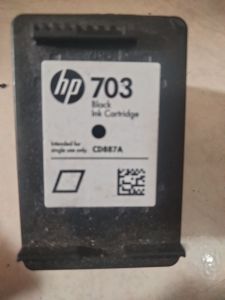 hp 703
Black
Ink Cartridge
Intended for
single use only. CD887A